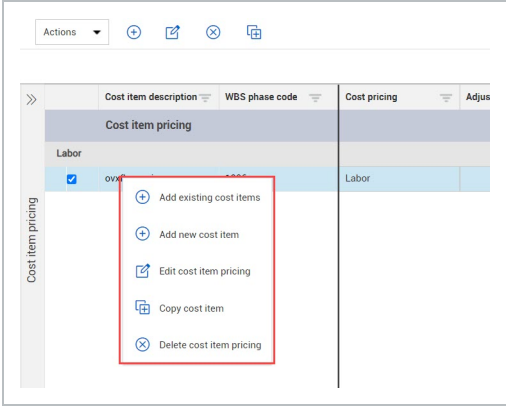 Actions
Cost item description WBS phase code Cost pricing Adjus
Cost item pricing
Labor
Labor
Cost item pricing
Add existing cost items
Add new cost item
Edit cost item pricing
Copy cost item
Delete cost item pricing